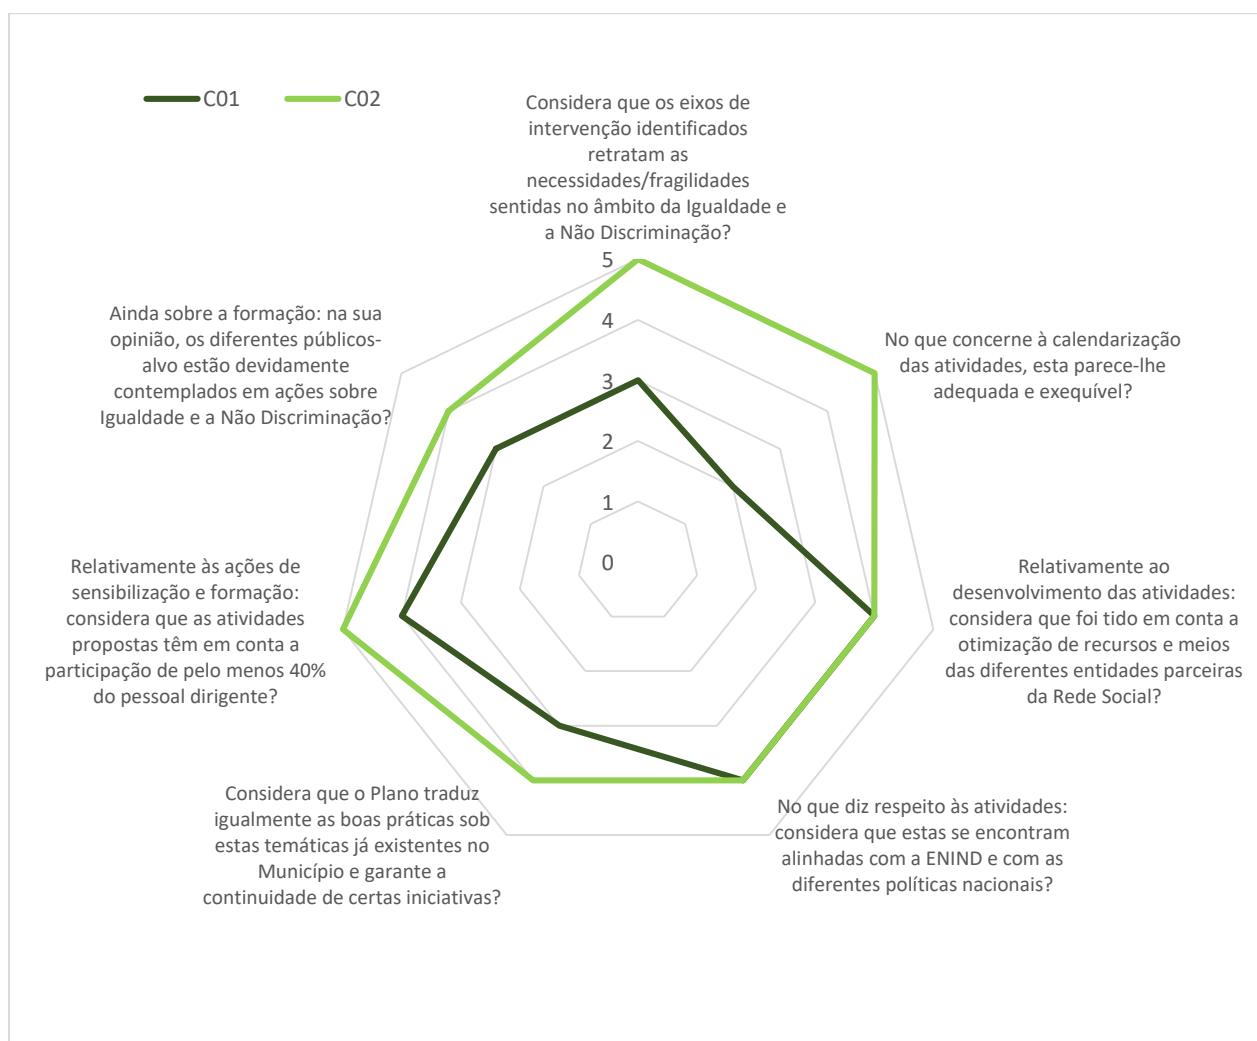 C01
C02
Considera que os eixos de
intervenção identificados
retratam as
necessidades/fragilidades
sentidas no âmbito da Igualdade e
a Não Discriminação?
5
4
3
2
1
0
No que concerne à calendarização
das atividades, esta parece-lhe
adequada e exequível?
Relativamente ao
desenvolvimento das atividades:
considera que foi tido em conta a
otimização de recursos e meios
das diferentes entidades parceiras
da Rede Social?
No que diz respeito às atividades:
considera que estas se encontram
alinhadas com a ENIND e com as
diferentes políticas nacionais?
Considera que o Plano traduz
igualmente as boas práticas sob
estas temáticas já existentes no
Município e garante a
continuidade de certas iniciativas?
Relativamente às ações de
sensibilização e formação:
considera que as atividades
propostas têm em conta a
participação de pelo menos 40%
do pessoal dirigente?
Ainda sobre a formação: na sua
opinião, os diferentes públicos-
alvo estão devidamente
contemplados em ações sobre
Igualdade e a Não Discriminação?